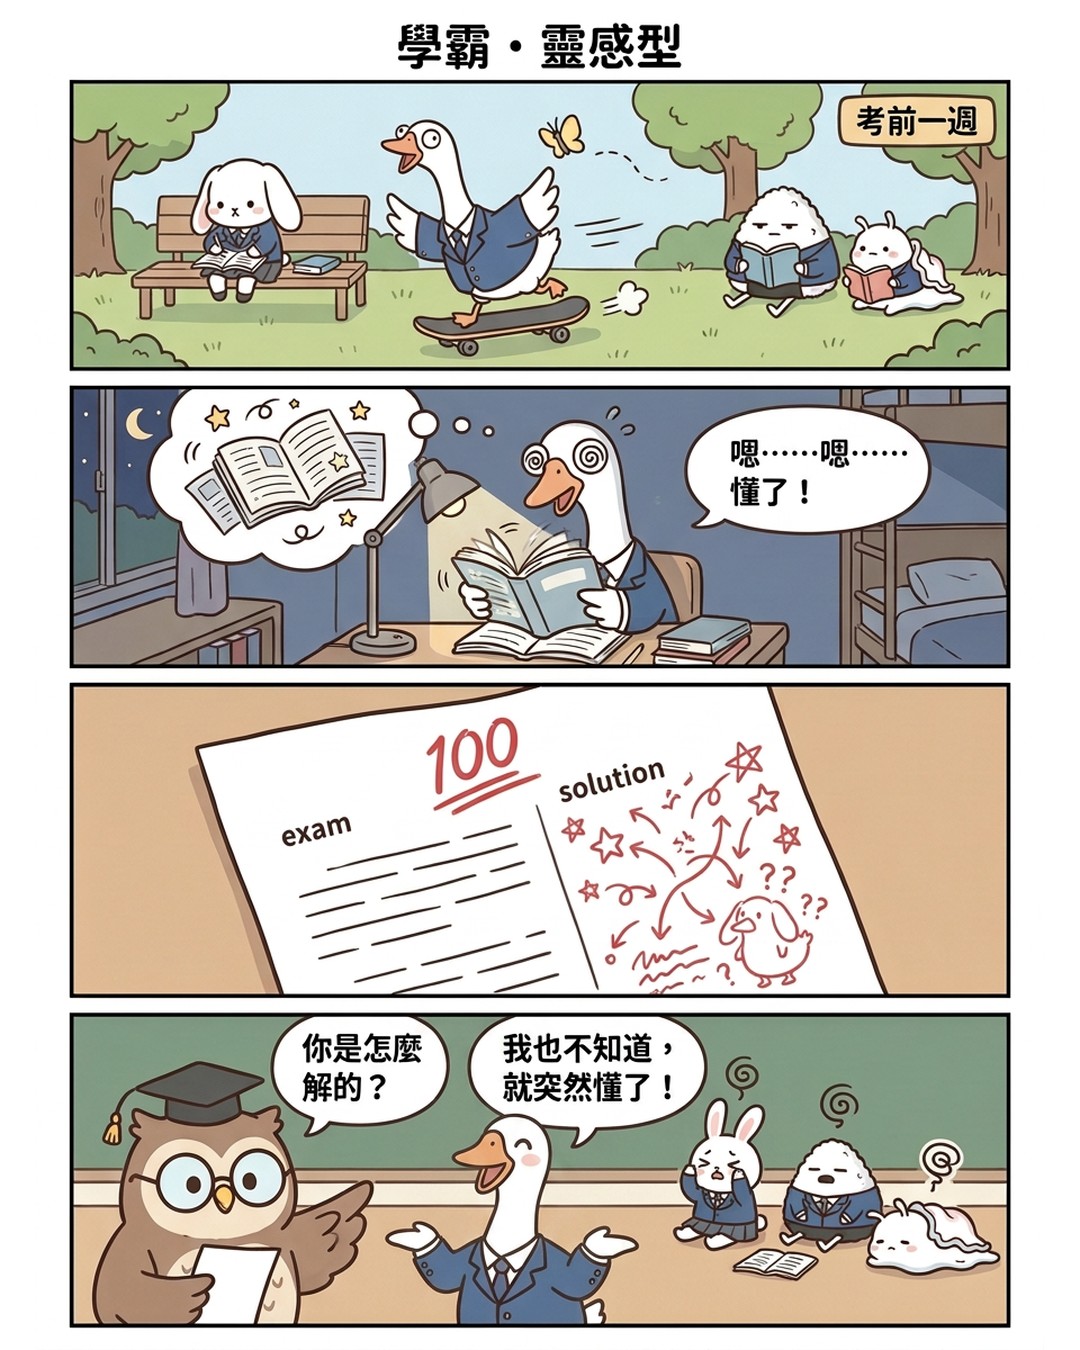 學霸·靈感型
考前一週
嗯……嗯……
懂了！
100
exam
solution
??
??
?
你是怎麼
解的？
我也不知道，
就突然懂了！